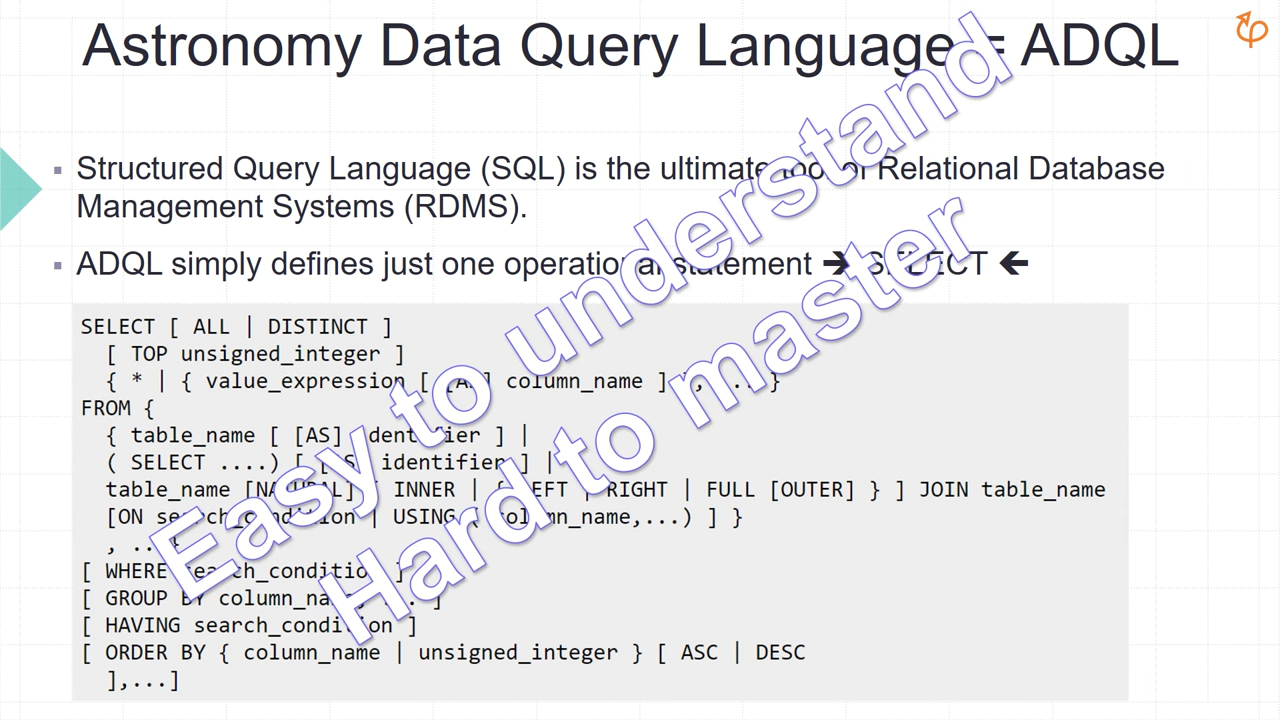 Astronomy Data Query Language = ADQL
▪ Structured Query Language (SQL) is the ultimate tool of Relational Database
Management Systems (RDMS).
▪ ADQL simply defines just one operational statement ➔ SELECT 🡸
SELECT [ ALL | DISTINCT ]
[ TOP unsigned_integer ]
{ * | { value_expression [ [AS] column_name ] }, ... }
FROM {
{ table_name [ [AS] identifier ] |
( SELECT ....) [ [AS] identifier ] |
table_name [NATURAL] [ INNER | { LEFT | RIGHT | FULL [OUTER] } ] JOIN table_name
[ON search_condition | USING ( column_name,...) ] }
, ...}
[ WHERE search_condition ]
[ GROUP BY column_name, ... ]
[ HAVING search_condition ]
[ ORDER BY { column_name | unsigned_integer } [ ASC | DESC
],...]
Easy to understand
Hard to master